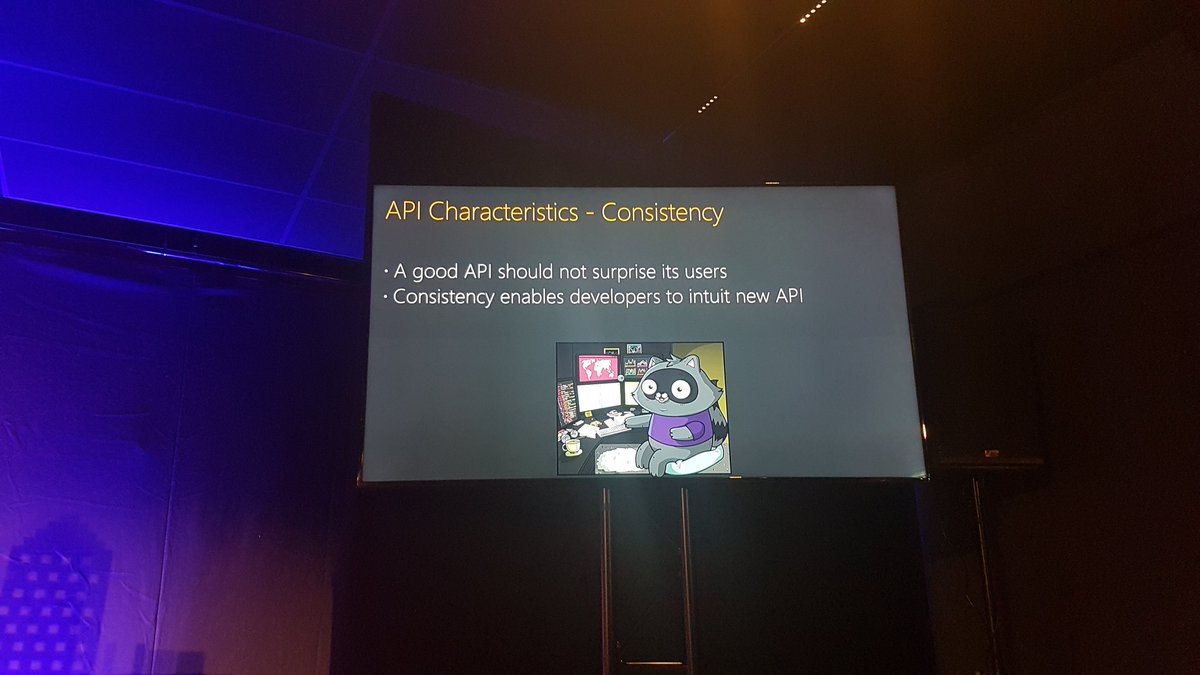 API Characteristics - Consistency
· A good API should not surprise its users
· Consistency enables developers to intuit new API